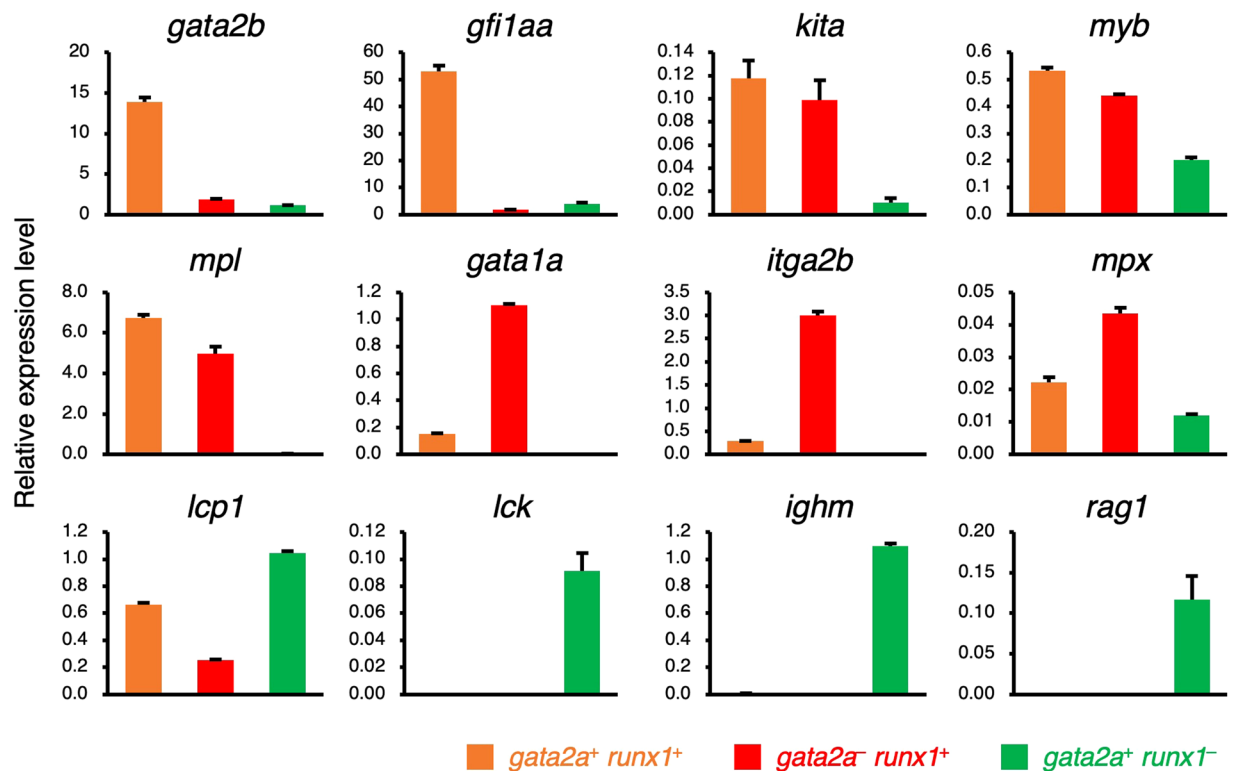 gata2b gfi1aa kita myb
20 60 0.14 0.6
15 50 0.12 0.5
10 40 0.10 0.4
5 30 0.08 0.3
0 20 0.06 0.2
10 0.04 0.1
0 0.02 0.0
0.00
Relative expression level
mpl gata1a itga2b mpx
8.0 1.2 3.5 0.05
6.0 1.0 3.0 0.04
4.0 0.8 2.5 0.03
2.0 0.6 2.0 0.02
0.0 0.4 1.5 0.01
0.2 1.0 0.00
0.0 0.5
0.0
lcp1 lck ighm rag1
1.2 0.12 1.2 0.20
1.0 0.10 1.0 0.15
0.8 0.08 0.8 0.10
0.6 0.06 0.6 0.05
0.4 0.04 0.4 0.00
0.2 0.02 0.2
0.0 0.00 0.0
gata2a⁺ runx1⁺ gata2a⁻ runx1⁺ gata2a⁺ runx1⁻